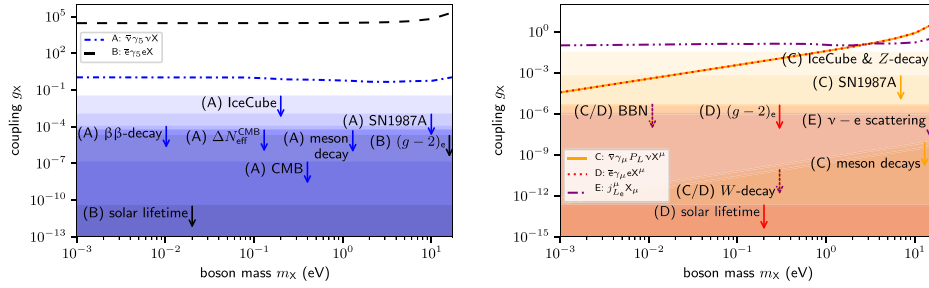 10^5
10^2
10^{-1}
10^{-4}
10^{-7}
10^{-10}
10^{-13}
coupling g_X
A: ν̄γ_5νX
B: ēγ_5eX
(A) IceCube
(A) SN1987A
(A) ββ-decay
(A) ΔN_eff^CMB
(A) meson
decay
(B) (g − 2)_e
(A) CMB
(B) solar lifetime
10^{-3} 10^{-2} 10^{-1} 10^0 10^1
boson mass m_X (eV)
10^0
10^{-3}
10^{-6}
10^{-9}
10^{-12}
10^{-15}
coupling g_X
(C) IceCube & Z-decay
(C) SN1987A
(C/D) BBN
(D) (g − 2)_e
(E) ν − e scattering
C: ν̄γ_μP_LνX^μ
D: ēγ_μeX^μ
E: j^μ_{L_e}X_μ
(C) meson decays
(C/D) W-decay
(D) solar lifetime
10^{-3} 10^{-2} 10^{-1} 10^0 10^1
boson mass m_X (eV)